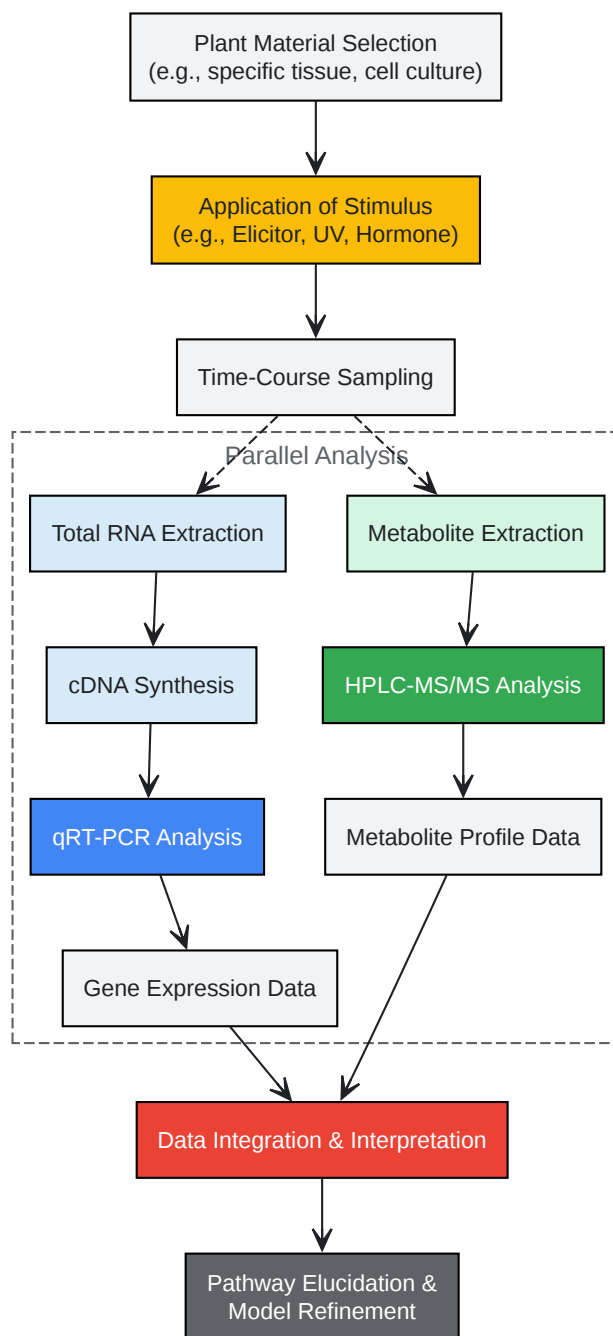 Plant Material Selection
(e.g., specific tissue, cell culture)
Application of Stimulus
(e.g., Elicitor, UV, Hormone)
Time-Course Sampling
Parallel Analysis
Total RNA Extraction
Metabolite Extraction
cDNA Synthesis
HPLC-MS/MS Analysis
qRT-PCR Analysis
Metabolite Profile Data
Gene Expression Data
Data Integration & Interpretation
Pathway Elucidation &
Model Refinement